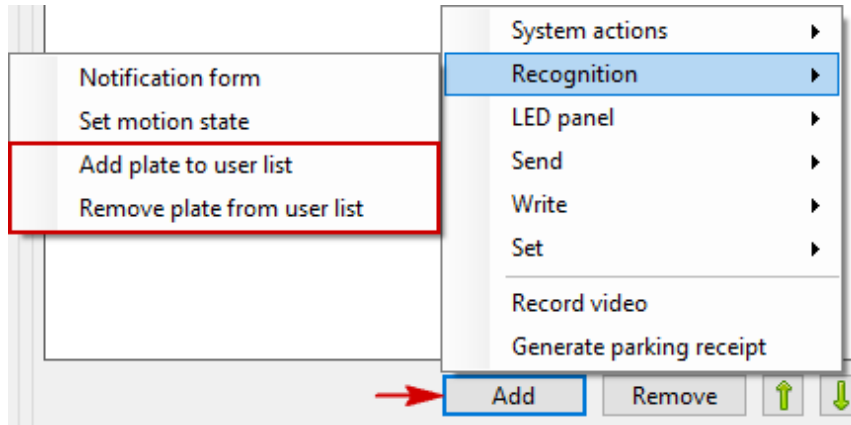 System actions
Recognition
LED panel
Send
Write
Set
Record video
Generate parking receipt
Notification form
Set motion state
Add plate to user list
Remove plate from user list
Add
Remove